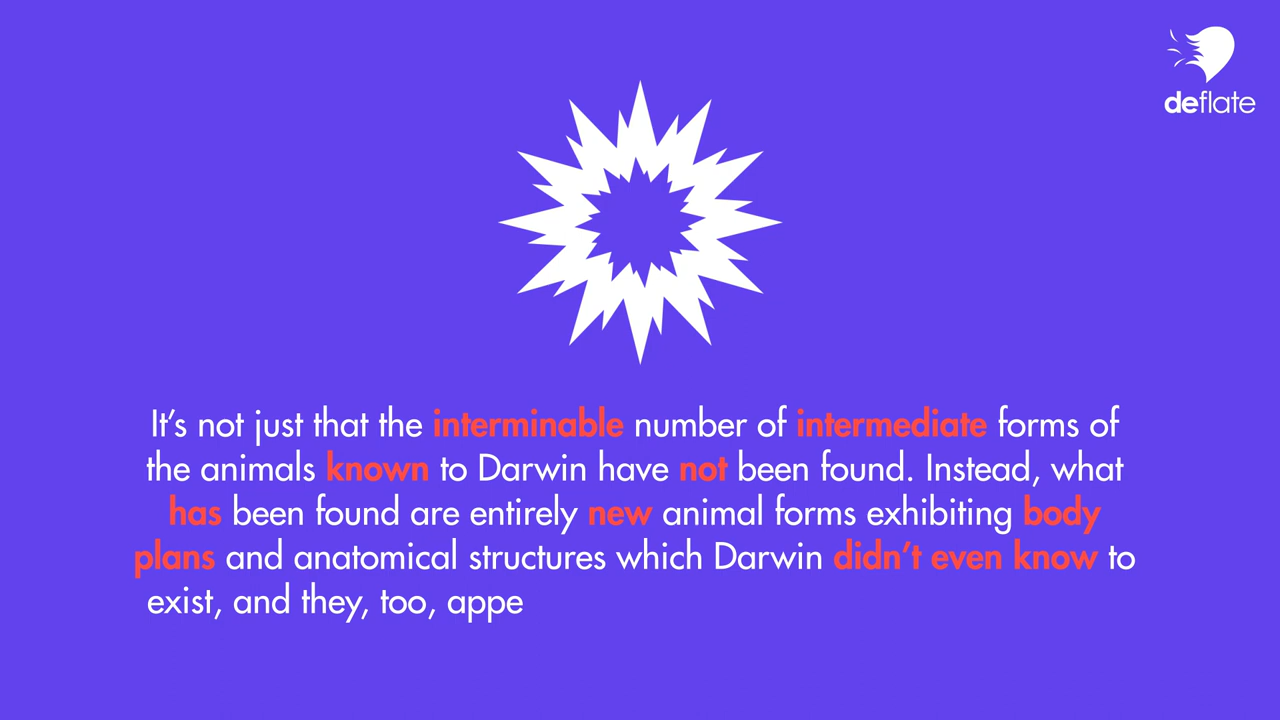 deflate
It's not just that the interminable number of intermediate forms of
the animals known to Darwin have not been found. Instead, what
has been found are entirely new animal forms exhibiting body
plans and anatomical structures which Darwin didn't even know to
exist, and they, too, appe